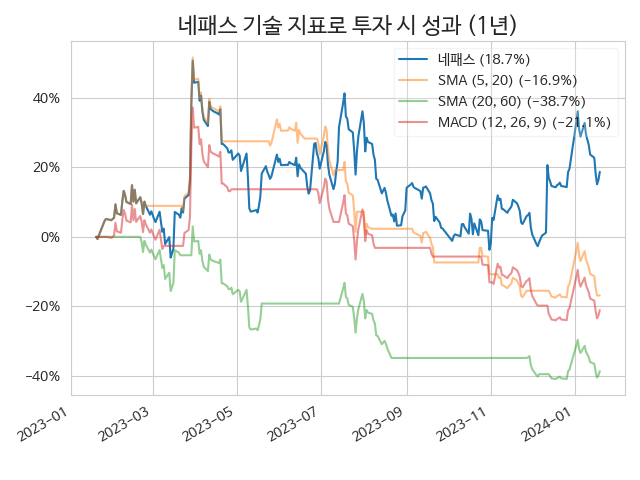 네패스 기술 지표로 투자 시 성과 (1년)
네패스 (18.7%)
SMA (5, 20) (−16.9%)
SMA (20, 60) (−38.7%)
MACD (12, 26, 9) (−21.1%)
40%
20%
0%
−20%
−40%
2023−01
2023−03
2023−05
2023−07
2023−09
2023−11
2024−01